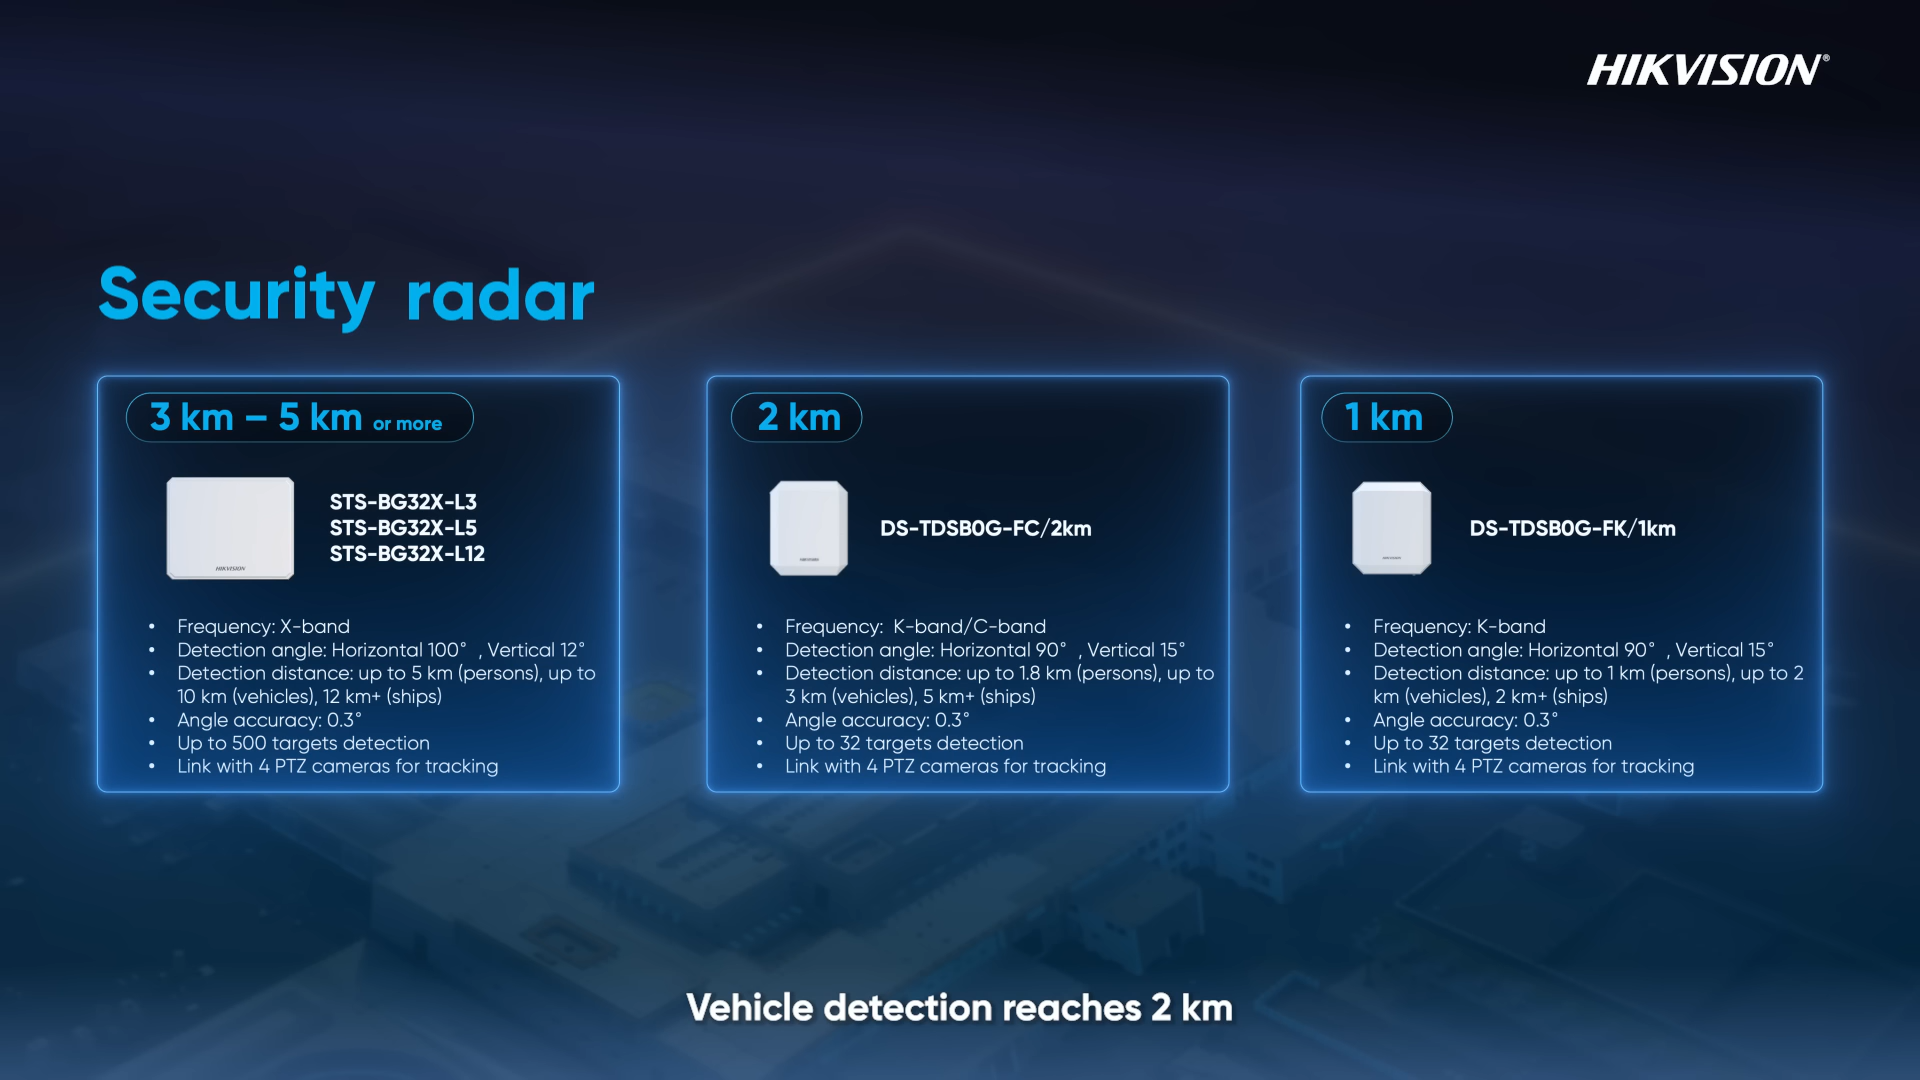 HIKVISION®
Security radar
3 km – 5 km or more
STS-BG32X-L3
STS-BG32X-L5
STS-BG32X-L12
HIKVISION
• Frequency: X-band
• Detection angle: Horizontal 100° , Vertical 12°
• Detection distance: up to 5 km (persons), up to
10 km (vehicles), 12 km+ (ships)
• Angle accuracy: 0.3°
• Up to 500 targets detection
• Link with 4 PTZ cameras for tracking
2 km
DS-TDSB0G-FC/2km
HIKVISION
• Frequency: K-band/C-band
• Detection angle: Horizontal 90° , Vertical 15°
• Detection distance: up to 1.8 km (persons), up to
3 km (vehicles), 5 km+ (ships)
• Angle accuracy: 0.3°
• Up to 32 targets detection
• Link with 4 PTZ cameras for tracking
1 km
DS-TDSB0G-FK/1km
HIKVISION
• Frequency: K-band
• Detection angle: Horizontal 90° , Vertical 15°
• Detection distance: up to 1 km (persons), up to 2
km (vehicles), 2 km+ (ships)
• Angle accuracy: 0.3°
• Up to 32 targets detection
• Link with 4 PTZ cameras for tracking
Vehicle detection reaches 2 km